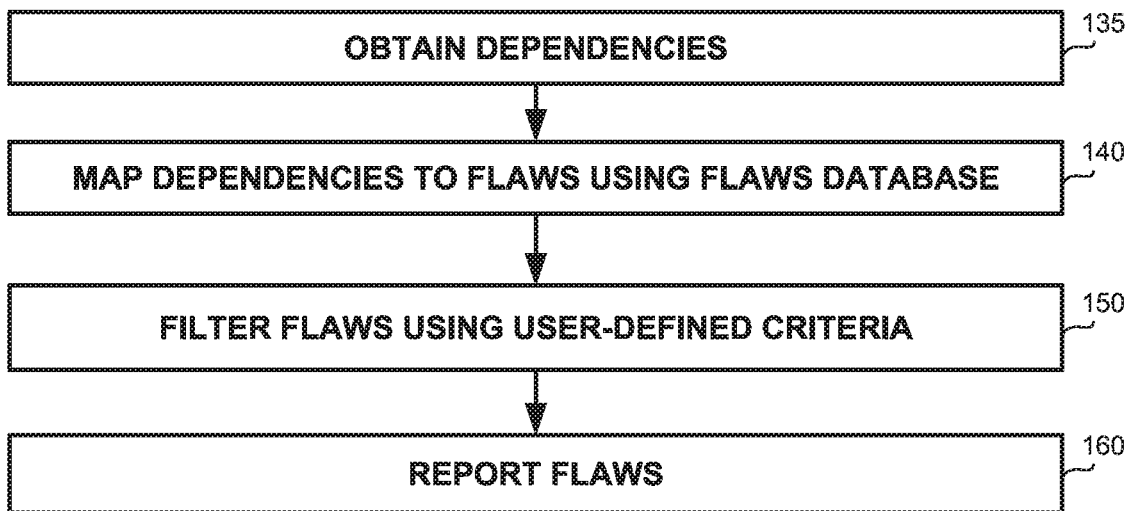 OBTAIN DEPENDENCIES
135
MAP DEPENDENCIES TO FLAWS USING FLAWS DATABASE
140
FILTER FLAWS USING USER-DEFINED CRITERIA
150
REPORT FLAWS
160